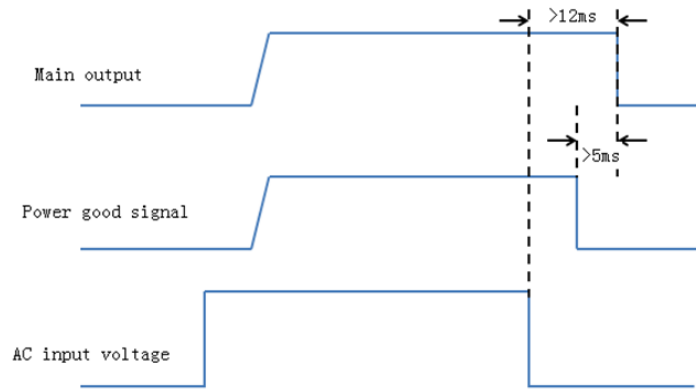 >12ms
Main output
>5ms
Power good signal
AC input voltage